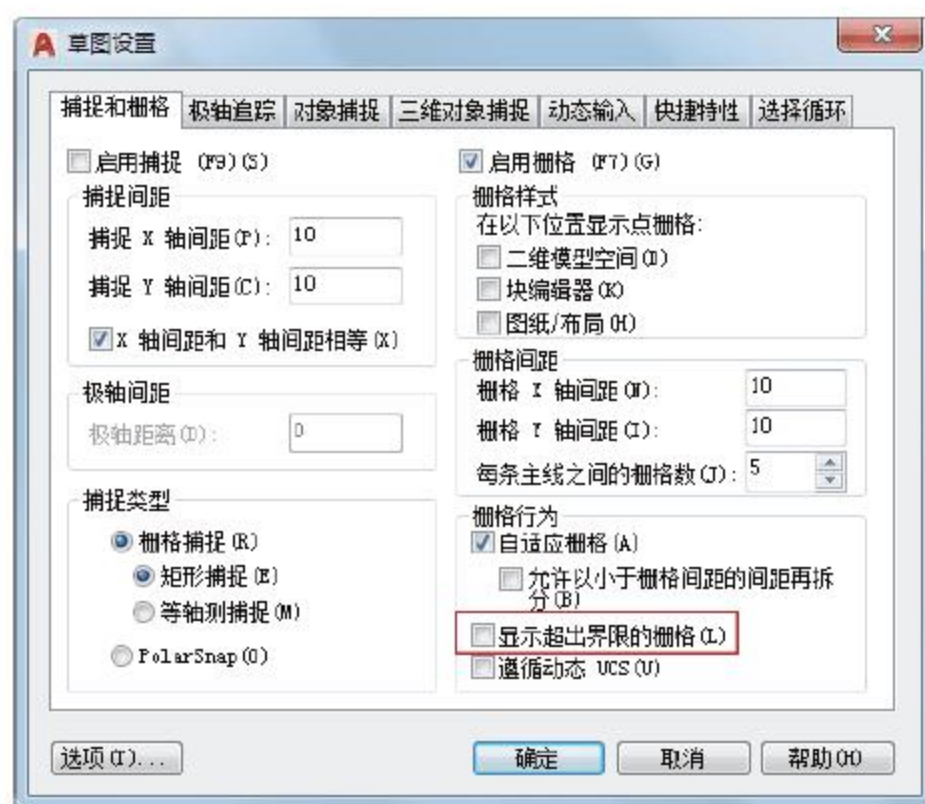 草图设置
捕捉和栅格 极轴追踪 对象捕捉 三维对象捕捉 动态输入 快捷特性 选择循环
启用捕捉 (F9)(S)
捕捉间距
捕捉 X 轴间距(P): 10
捕捉 Y 轴间距(C): 10
X 轴间距和 Y 轴间距相等(X)
极轴间距
极轴距离(D): 0
捕捉类型
栅格捕捉(R)
矩形捕捉(E)
等轴测捕捉(M)
PolarSnap(O)
启用栅格 (F7)(G)
栅格样式
在以下位置显示点栅格:
二维模型空间(D)
块编辑器(K)
图纸/布局(H)
栅格间距
栅格 X 轴间距(N): 10
栅格 Y 轴间距(I): 10
每条主线之间的栅格数(J): 5
栅格行为
自适应栅格(A)
允许以小于栅格间距的间距再拆
分(B)
显示超出界限的栅格(L)
遵循动态 UCS(U)
选项(T)... 确定 取消 帮助(H)